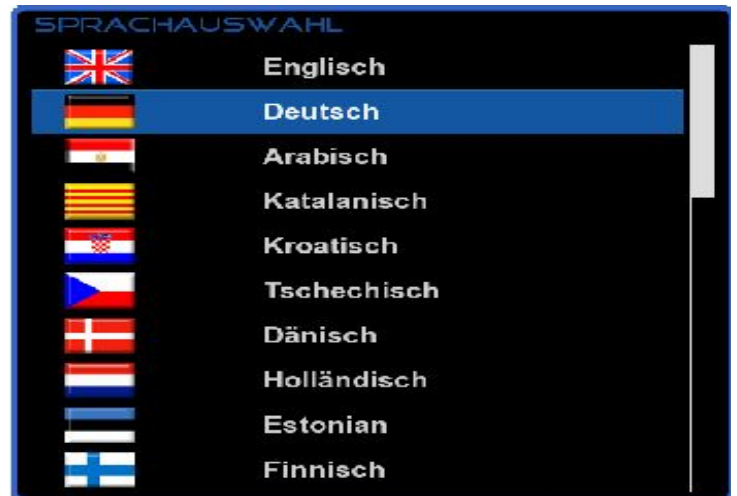 SPRACHAUSWAHL
Englisch
Deutsch
Arabisch
Katalanisch
Kroatisch
Tschechisch
Dänisch
Holländisch
Estonian
Finnisch